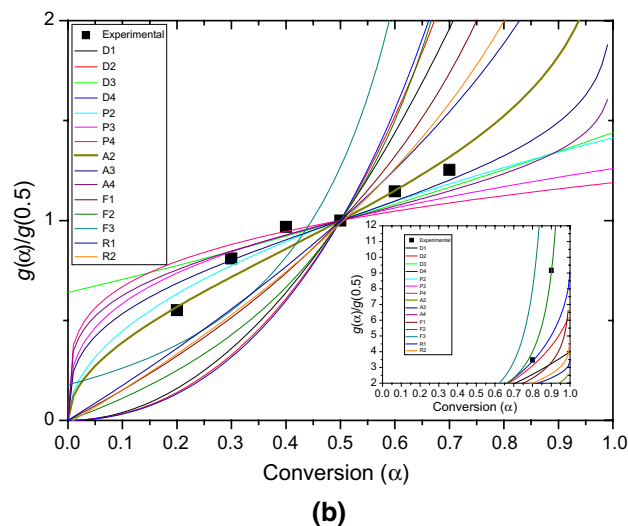 2
1
0
g(α)/g(0.5)
Experimental
D1
D2
D3
D4
P2
P3
P4
A2
A3
A4
F1
F2
F3
R1
R2
0.0 0.1 0.2 0.3 0.4 0.5 0.6 0.7 0.8 0.9 1.0
Conversion (α)
12
11
10
9
8
7
6
5
4
3
2
g(α)/g(0.5)
Experimental
D1
D2
D3
D4
P2
P3
P4
A2
A3
A4
F1
F2
F3
R1
R2
0.0 0.1 0.2 0.3 0.4 0.5 0.6 0.7 0.8 0.9 1.0
Conversion (α)
(b)